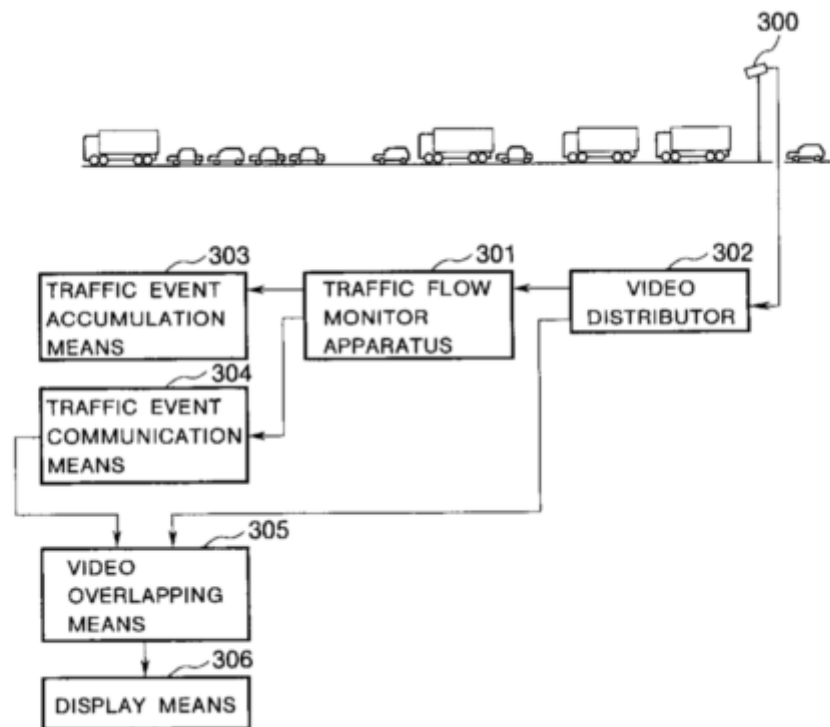 300
303
301
302
TRAFFIC EVENT
ACCUMULATION
MEANS
TRAFFIC FLOW
MONITOR
APPARATUS
VIDEO
DISTRIBUTOR
304
TRAFFIC EVENT
COMMUNICATION
MEANS
305
VIDEO
OVERLAPPING
MEANS
306
DISPLAY MEANS